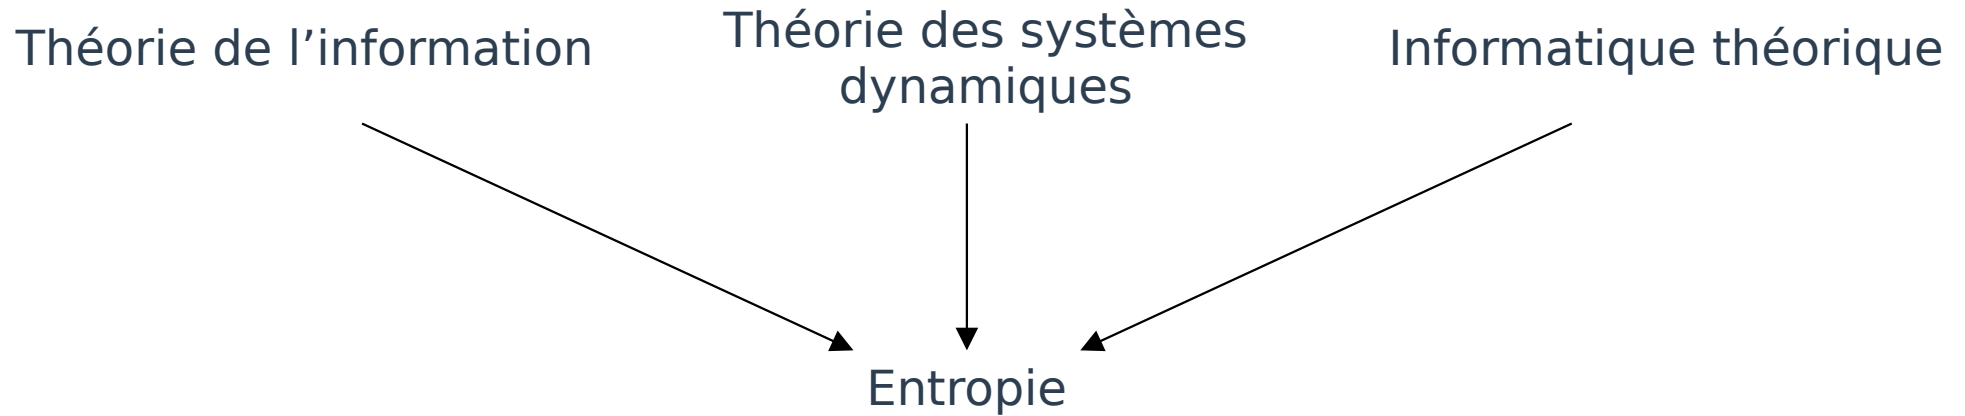 Théorie de l’information
Théorie des systèmes
dynamiques
Informatique théorique
Entropie